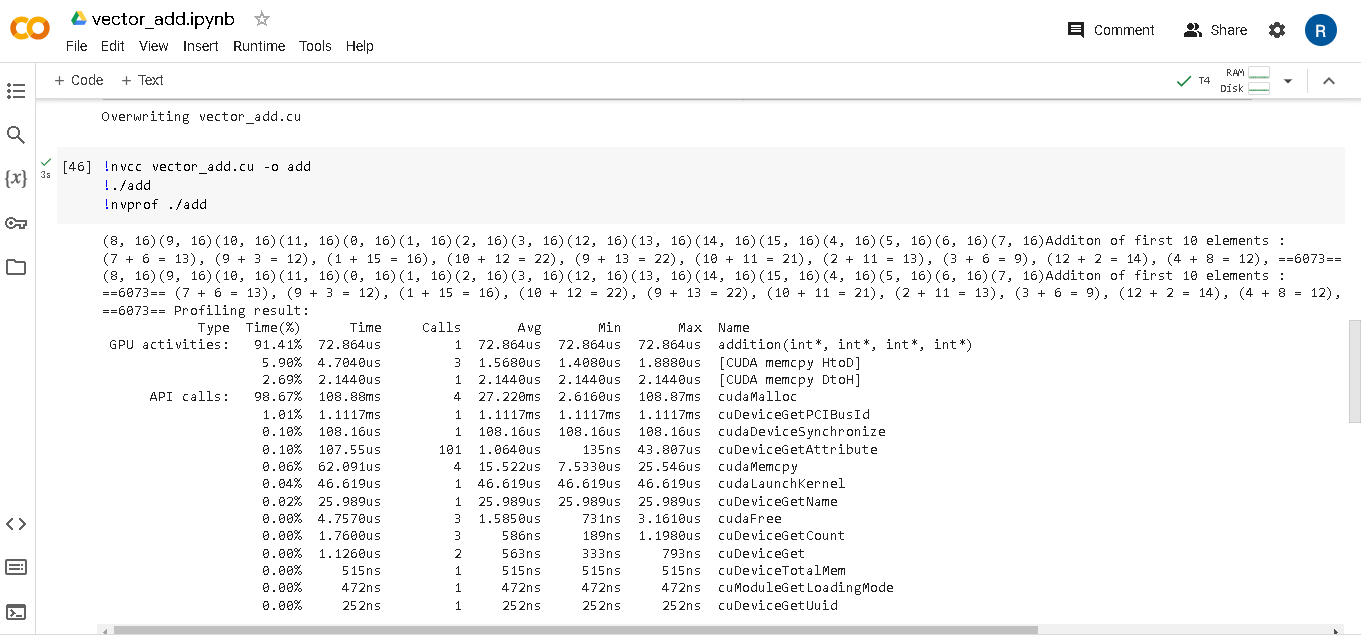 vector_add.ipynb
File Edit View Insert Runtime Tools Help
Comment Share R
+ Code + Text
T4 RAM
Disk
Overwriting vector_add.cu
[46] !nvcc vector_add.cu -o add
3s
!./add
!nvprof ./add
(8, 16)(9, 16)(10, 16)(11, 16)(0, 16)(1, 16)(2, 16)(3, 16)(12, 16)(13, 16)(14, 16)(15, 16)(4, 16)(5, 16)(6, 16)(7, 16)Additon of first 10 elements :
(7 + 6 = 13), (9 + 3 = 12), (1 + 15 = 16), (10 + 12 = 22), (9 + 13 = 22), (10 + 11 = 21), (2 + 11 = 13), (3 + 6 = 9), (12 + 2 = 14), (4 + 8 = 12), ==6073==
(8, 16)(9, 16)(10, 16)(11, 16)(0, 16)(1, 16)(2, 16)(3, 16)(12, 16)(13, 16)(14, 16)(15, 16)(4, 16)(5, 16)(6, 16)(7, 16)Additon of first 10 elements :
==6073== (7 + 6 = 13), (9 + 3 = 12), (1 + 15 = 16), (10 + 12 = 22), (9 + 13 = 22), (10 + 11 = 21), (2 + 11 = 13), (3 + 6 = 9), (12 + 2 = 14), (4 + 8 = 12),
==6073== Profiling result:
Type Time(%) Time Calls Avg Min Max Name
GPU activities: 91.41% 72.864us 1 72.864us 72.864us 72.864us addition(int*, int*, int*, int*)
5.90% 4.7040us 3 1.5680us 1.4080us 1.8880us [CUDA memcpy HtoD]
2.69% 2.1440us 1 2.1440us 2.1440us 2.1440us [CUDA memcpy DtoH]
API calls: 98.67% 108.88ms 4 27.220ms 2.6160us 108.87ms cudaMalloc
1.01% 1.1117ms 1 1.1117ms 1.1117ms 1.1117ms cuDeviceGetPCIBusId
0.10% 108.16us 1 108.16us 108.16us 108.16us cudaDeviceSynchronize
0.10% 107.55us 101 1.0640us 135ns 43.807us cuDeviceGetAttribute
0.06% 62.091us 4 15.522us 7.5330us 25.546us cudaMemcpy
0.04% 46.619us 1 46.619us 46.619us 46.619us cudaLaunchKernel
0.02% 25.989us 1 25.989us 25.989us 25.989us cuDeviceGetName
0.00% 4.7570us 3 1.5850us 731ns 3.1610us cudaFree
0.00% 1.7600us 3 586ns 189ns 1.1980us cuDeviceGetCount
0.00% 1.1260us 2 563ns 333ns 793ns cuDeviceGet
0.00% 515ns 1 515ns 515ns 515ns cuDeviceTotalMem
0.00% 472ns 1 472ns 472ns 472ns cuModuleGetLoadingMode
0.00% 252ns 1 252ns 252ns 252ns cuDeviceGetUuid